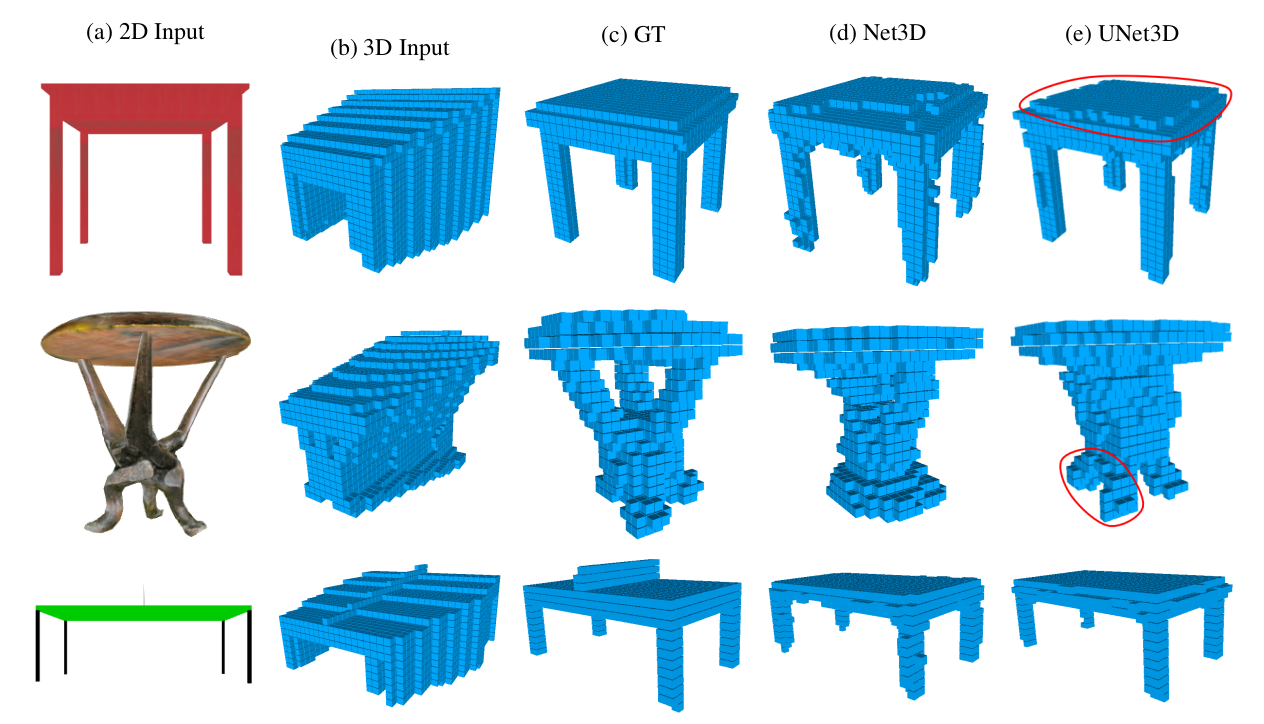 (a) 2D Input
(b) 3D Input
(c) GT
(d) Net3D
(e) UNet3D